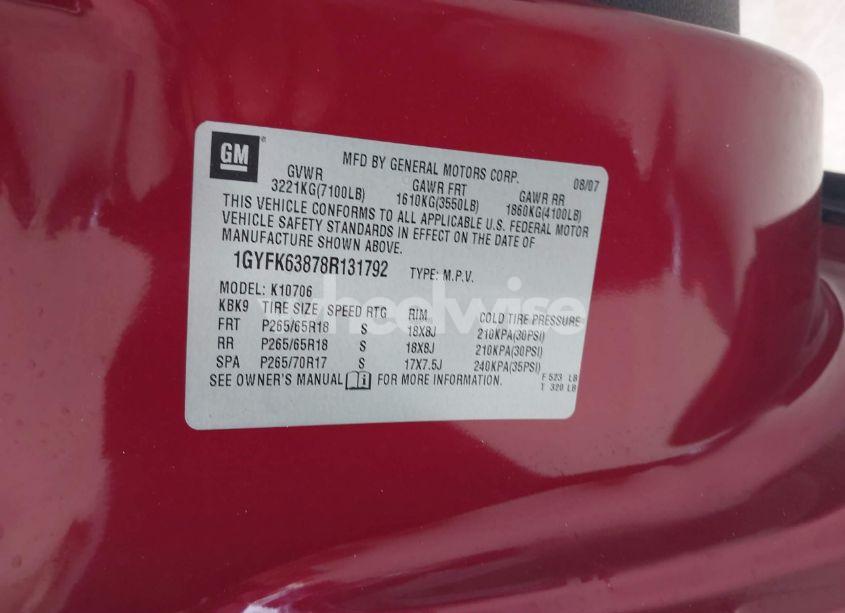 GM
MFD BY GENERAL MOTORS CORP. 08/07
GVWR GAWR FRT GAWR RR
3221KG(7100LB) 1610KG(3550LB) 1860KG(4100LB)
THIS VEHICLE CONFORMS TO ALL APPLICABLE U.S. FEDERAL MOTOR
VEHICLE SAFETY STANDARDS IN EFFECT ON THE DATE OF
MANUFACTURE SHOWN ABOVE.
1GYFK63878R131792 TYPE: M.P.V.
MODEL: K10706
KBK9 TIRE SIZE SPEED RTG RIM COLD TIRE PRESSURE
FRT P265/65R18 S 18X8J 210KPA(30PSI)
RR P265/65R18 S 18X8J 210KPA(30PSI)
SPA P265/70R17 S 17X7.5J 240KPA(35PSI)
SEE OWNER'S MANUAL FOR MORE INFORMATION.
F 523 LB
T 320 LB